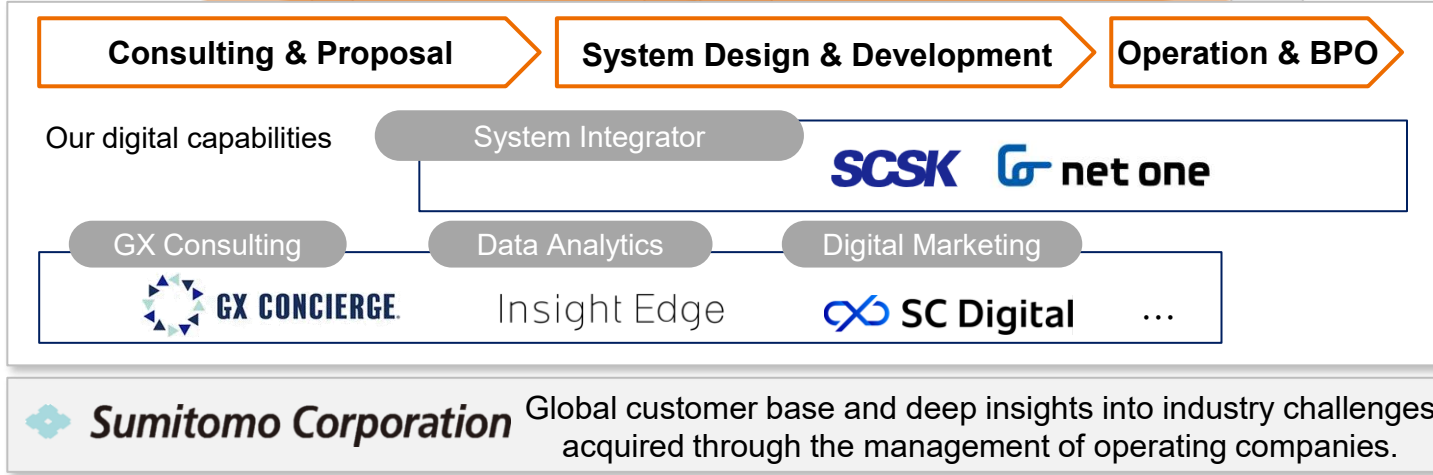 Consulting & Proposal
System Design & Development
Operation & BPO
Our digital capabilities
System Integrator
SCSK
net one
GX Consulting
Data Analytics
Digital Marketing
GX CONCIERGE.
Insight Edge
SC Digital
...
Sumitomo Corporation
Global customer base and deep insights into industry challenges
acquired through the management of operating companies.